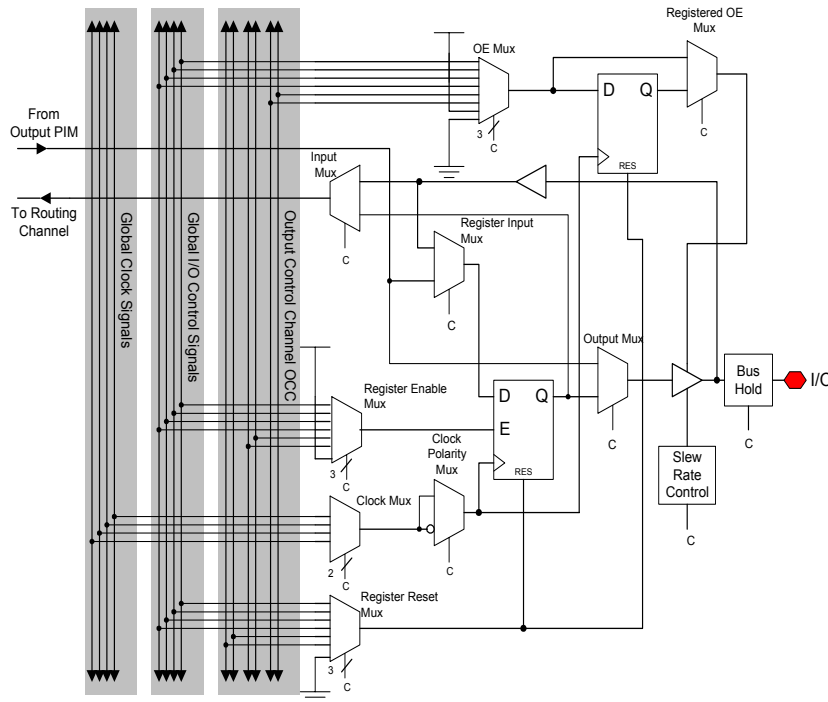 Registered OE
Mux
OE Mux
D Q
RES
3
C
C
From
Output PIM
Input
Mux
To Routing
Channel
C
Register Input
Mux
C
Global Clock Signals
Global I/O Control Signals
Output Control Channel OCC
Output Mux
Bus
Hold
I/O
C
C
Register Enable
Mux
D Q
E
RES
3
C
Clock
Polarity
Mux
C
Slew
Rate
Control
C
Clock Mux
2
C
Register Reset
Mux
3
C